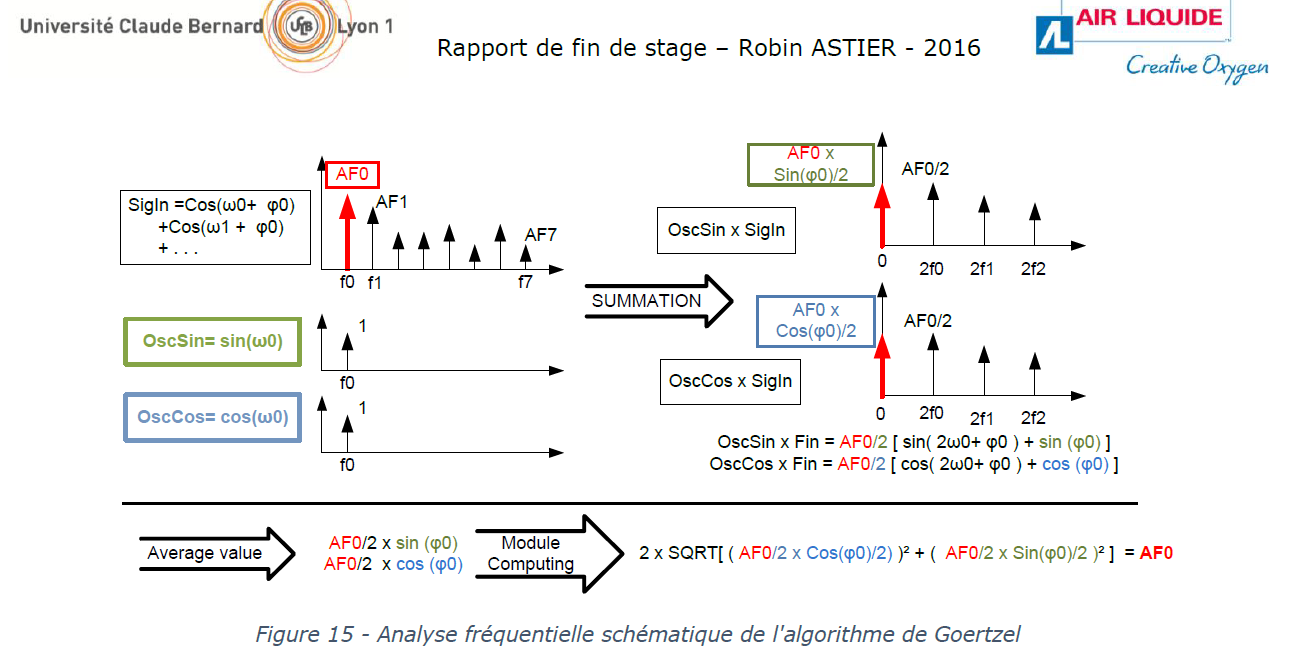 Université Claude Bernard UCB Lyon 1
AIR LIQUIDE
Creative Oxygen
Rapport de fin de stage – Robin ASTIER - 2016
AF0
SigIn =Cos(ω0+ φ0)
+Cos(ω1 + φ0)
+ . . .
AF1
AF7
f0 f1 f7
OscSin= sin(ω0)
1
f0
OscCos= cos(ω0)
1
f0
SUMMATION
AF0 x
Sin(φ0)/2
AF0/2
OscSin x SigIn
0 2f0 2f1 2f2
AF0 x
Cos(φ0)/2
AF0/2
OscCos x SigIn
0 2f0 2f1 2f2
OscSin x Fin = AF0/2 [ sin( 2ω0+ φ0 ) + sin (φ0) ]
OscCos x Fin = AF0/2 [ cos( 2ω0+ φ0 ) + cos (φ0) ]
Average value
AF0/2 x sin (φ0)
AF0/2 x cos (φ0)
Module
Computing
2 x SQRT[ ( AF0/2 x Cos(φ0)/2) )² + ( AF0/2 x Sin(φ0)/2 )² ] = AF0
Figure 15 - Analyse fréquentielle schématique de l'algorithme de Goertzel